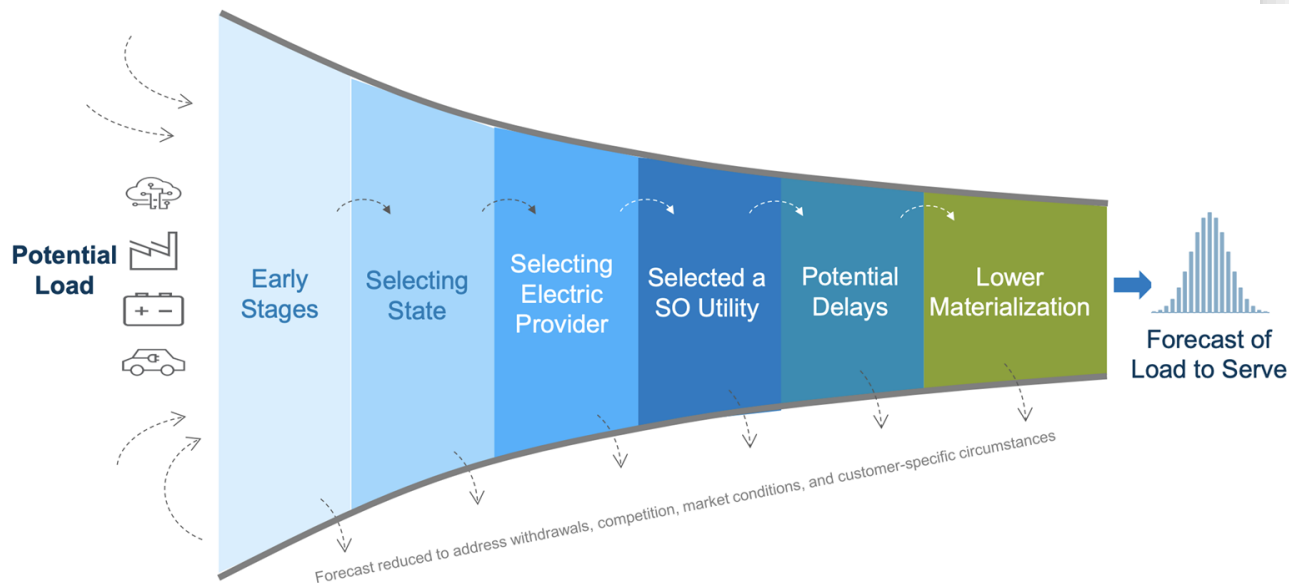 Potential
Load
Early
Stages
Selecting
State
Selecting
Electric
Provider
Selected a
SO Utility
Potential
Delays
Lower
Materialization
Forecast of
Load to Serve
Forecast reduced to address withdrawals, competition, market conditions, and customer-specific circumstances